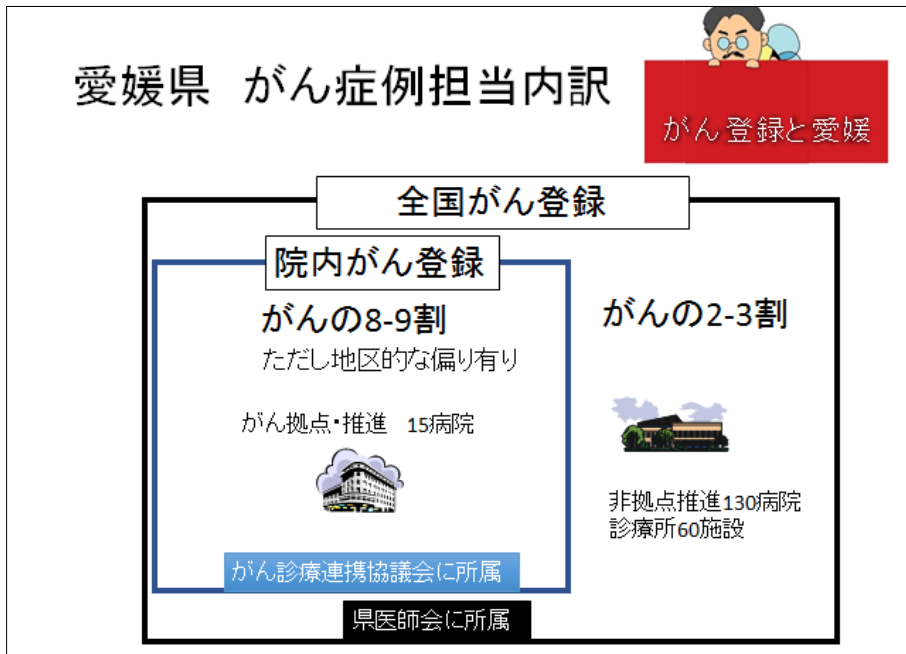 愛媛県 がん症例担当内訳
がん登録と愛媛
全国がん登録
院内がん登録
がんの8-9割
ただし地区的な偏り有り
がん拠点・推進 15病院
がん診療連携協議会に所属
がんの2-3割
非拠点推進130病院
診療所60施設
県医師会に所属